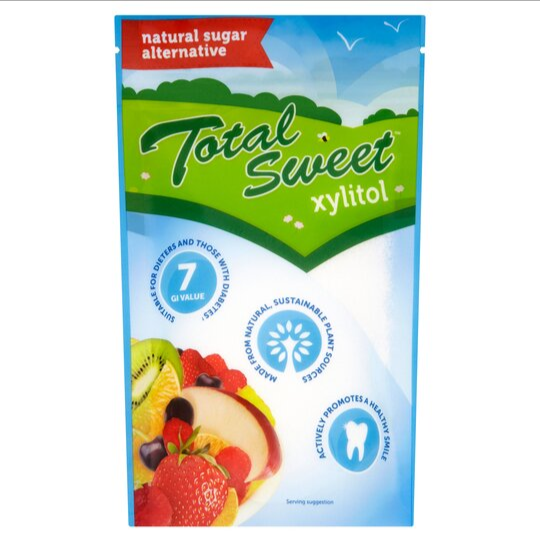 natural sugar
alternative
Total
Sweet™
xylitol
SUITABLE FOR DIETERS AND THOSE WITH DIABETES
7
GI VALUE
MADE FROM NATURAL, SUSTAINABLE PLANT SOURCES
ACTIVELY PROMOTES A HEALTHY SMILE
Serving suggestion